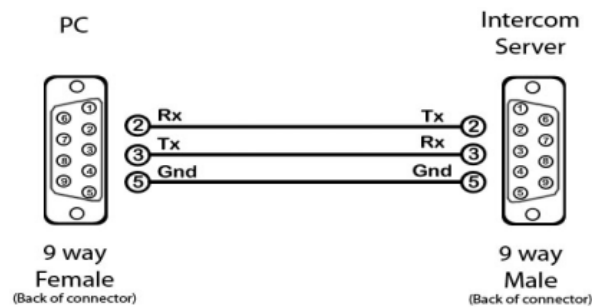 PC
Intercom
Server
1
6
2
7
3
8
4
9
5
2 Rx Tx 2
3 Tx Rx 3
5 Gnd Gnd 5
1
6
2
7
3
8
4
9
5
9 way
Female
(Back of connector)
9 way
Male
(Back of connector)